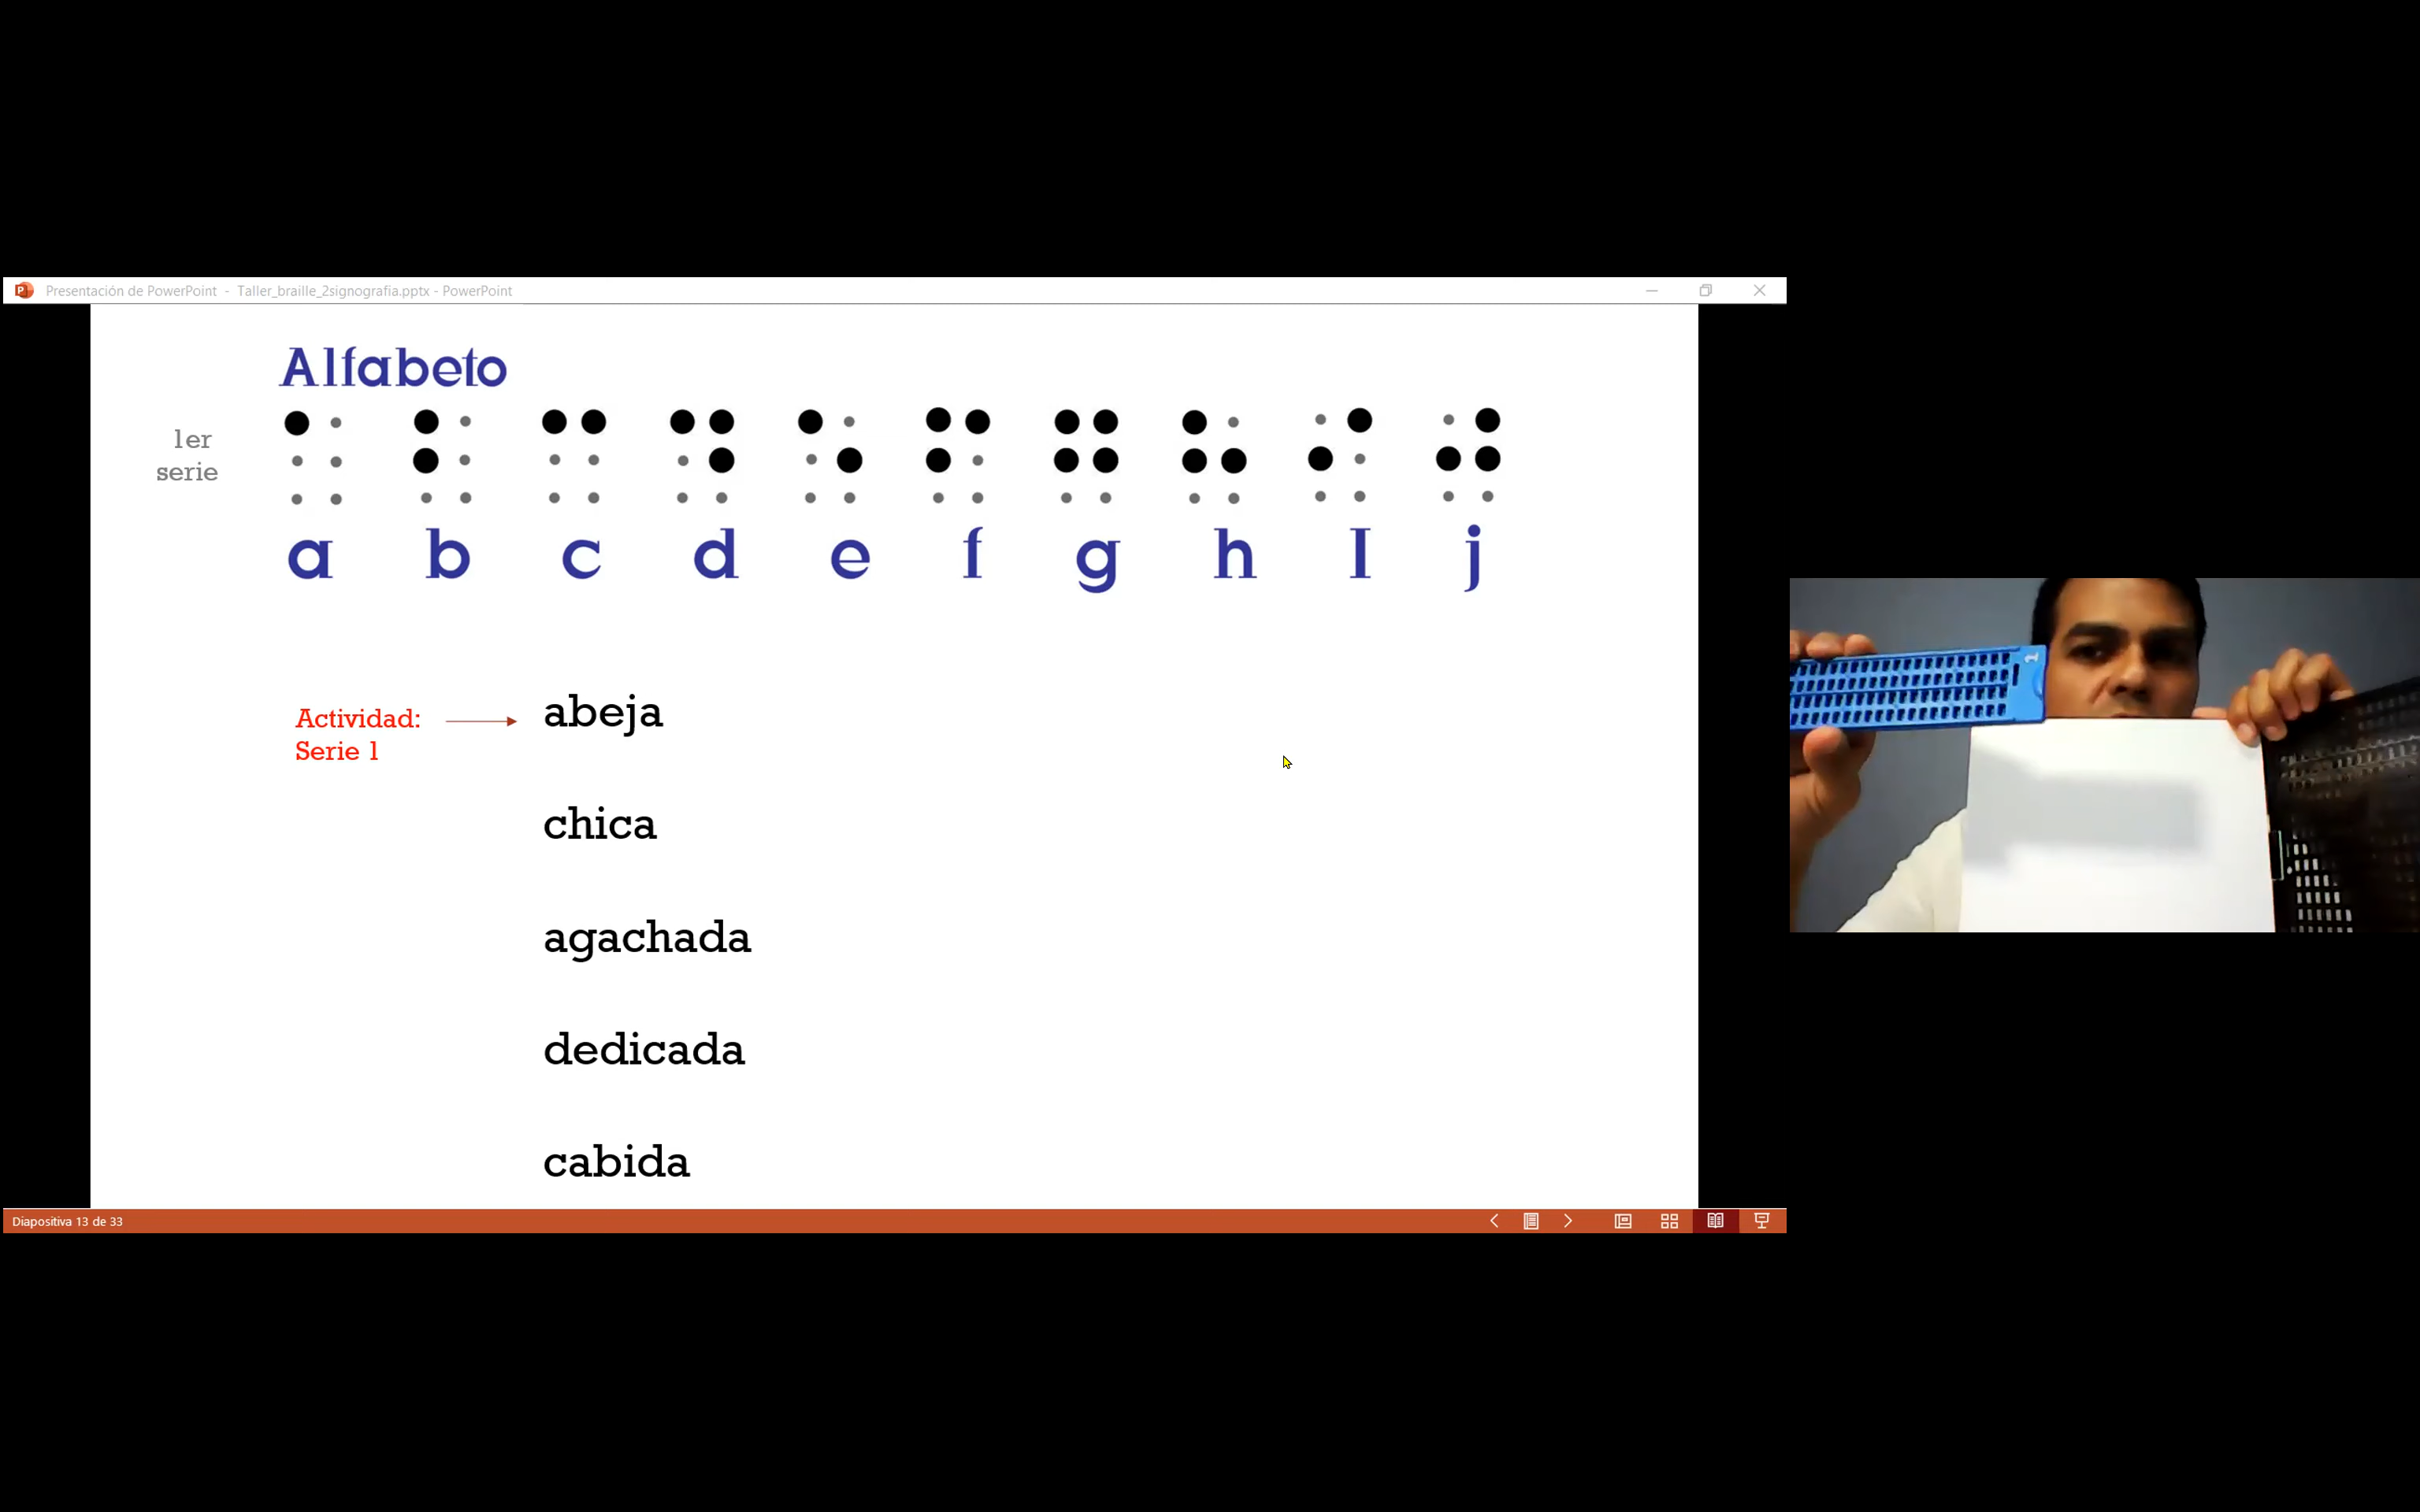 Presentación de PowerPoint - Taller_braille_2signografia.pptx - PowerPoint
Alfabeto
1er
serie
a b c d e f g h I j
Actividad:
Serie 1
abeja
chica
agachada
dedicada
cabida
Diapositiva 13 de 33
1